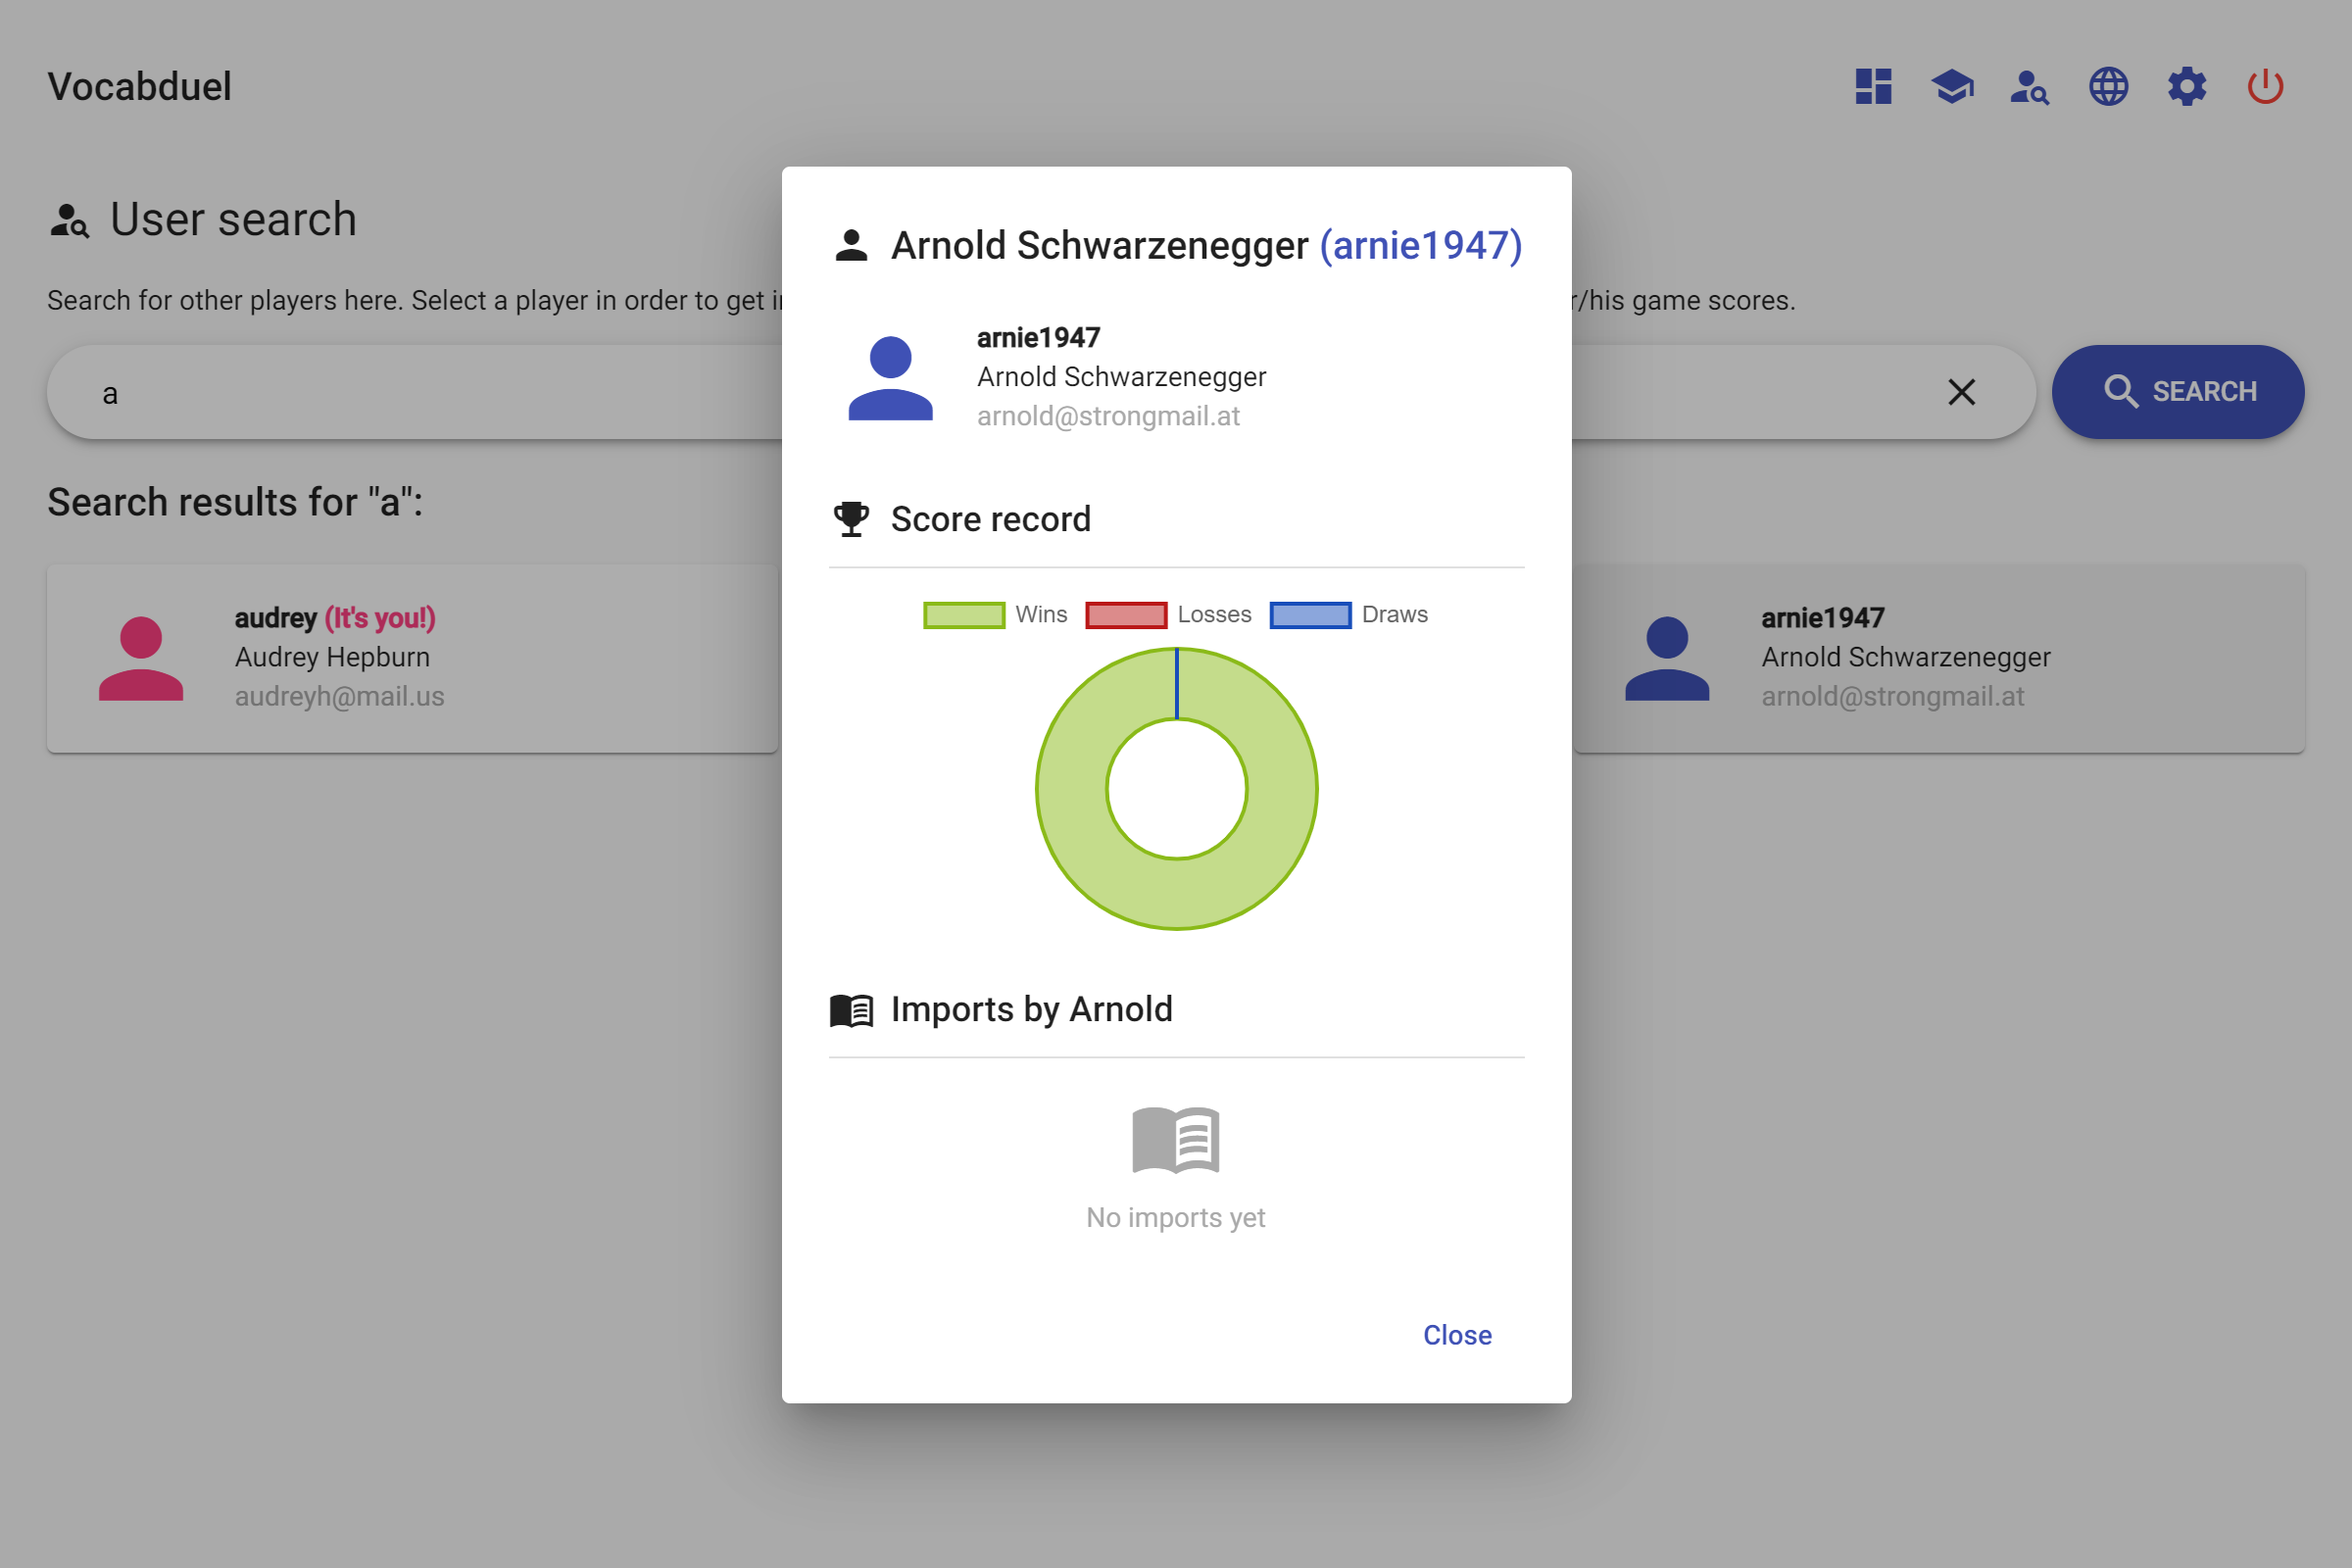 Vocabduel
User search
Search for other players here. Select a player in order to get
r/his game scores.
a
SEARCH
Search results for "a":
audrey (It's you!)
Audrey Hepburn
audreyh@mail.us
arnie1947
Arnold Schwarzenegger
arnold@strongmail.at
Arnold Schwarzenegger (arnie1947)
arnie1947
Arnold Schwarzenegger
arnold@strongmail.at
Score record
Wins Losses Draws
Imports by Arnold
No imports yet
Close